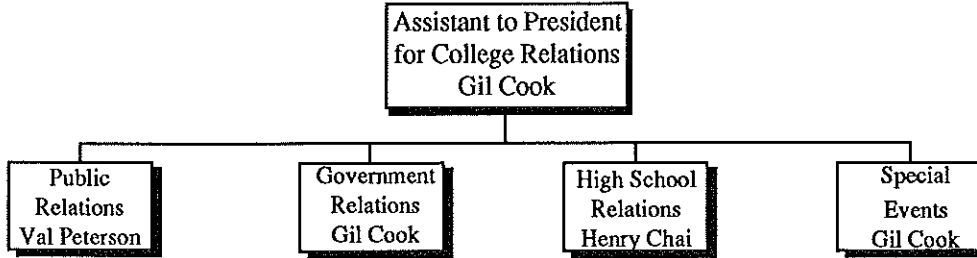 Assistant to President
for College Relations
Gil Cook
Public
Relations
Val Peterson
Government
Relations
Gil Cook
High School
Relations
Henry Chai
Special
Events
Gil Cook